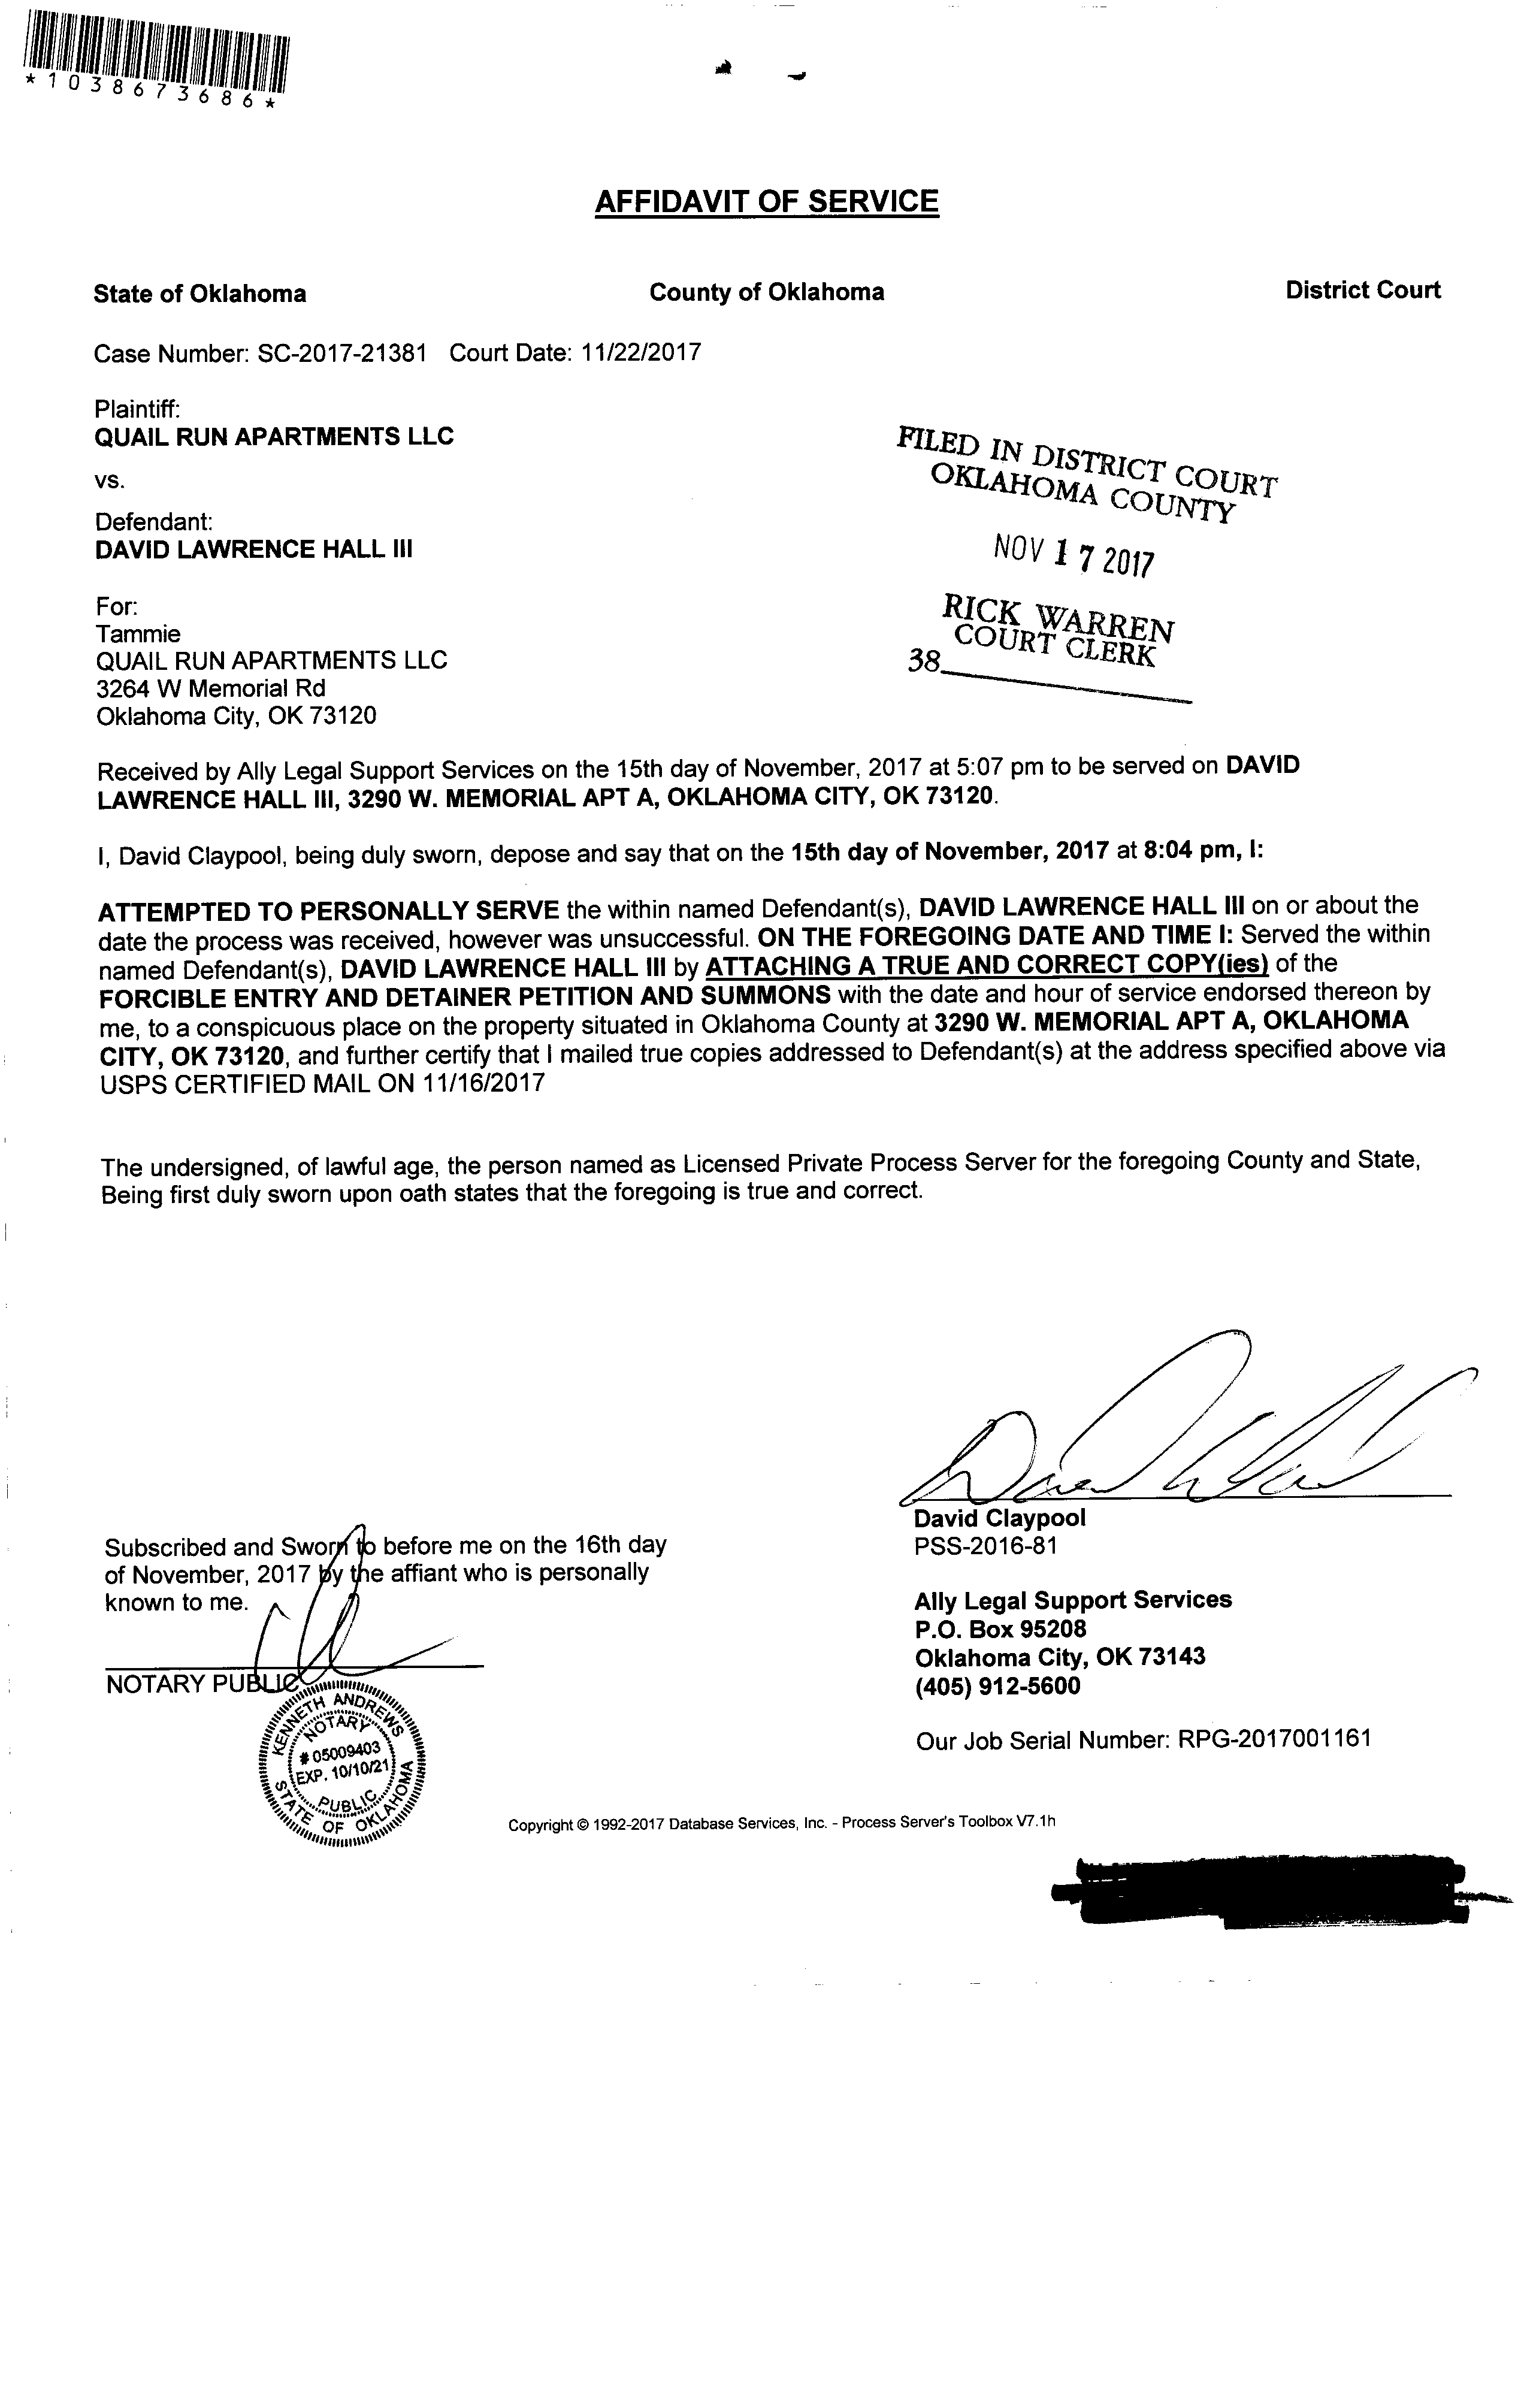 *1038673686*
AFFIDAVIT OF SERVICE
State of Oklahoma County of Oklahoma District Court
Case Number: SC-2017-21381 Court Date: 11/22/2017
Plaintiff:
QUAIL RUN APARTMENTS LLC
vs.
Defendant:
DAVID LAWRENCE HALL III
FILED IN DISTRICT COURT
OKLAHOMA COUNTY
NOV 17 2017
RICK WARREN
COURT CLERK
38
For:
Tammie
QUAIL RUN APARTMENTS LLC
3264 W Memorial Rd
Oklahoma City, OK 73120
Received by Ally Legal Support Services on the 15th day of November, 2017 at 5:07 pm to be served on DAVID
LAWRENCE HALL III, 3290 W. MEMORIAL APT A, OKLAHOMA CITY, OK 73120.
I, David Claypool, being duly sworn, depose and say that on the 15th day of November, 2017 at 8:04 pm, I:
ATTEMPTED TO PERSONALLY SERVE the within named Defendant(s), DAVID LAWRENCE HALL III on or about the
date the process was received, however was unsuccessful. ON THE FOREGOING DATE AND TIME I: Served the within
named Defendant(s), DAVID LAWRENCE HALL III by ATTACHING A TRUE AND CORRECT COPY(ies) of the
FORCIBLE ENTRY AND DETAINER PETITION AND SUMMONS with the date and hour of service endorsed thereon by
me, to a conspicuous place on the property situated in Oklahoma County at 3290 W. MEMORIAL APT A, OKLAHOMA
CITY, OK 73120, and further certify that I mailed true copies addressed to Defendant(s) at the address specified above via
USPS CERTIFIED MAIL ON 11/16/2017
The undersigned, of lawful age, the person named as Licensed Private Process Server for the foregoing County and State,
Being first duly sworn upon oath states that the foregoing is true and correct.
Subscribed and Sworn to before me on the 16th day
of November, 2017 by the affiant who is personally
known to me.
NOTARY PUBLIC
KENNETH ANDREWS
NOTARY
# 05009403
EXP. 10/10/21
PUBLIC
STATE OF OKLAHOMA
David Claypool
PSS-2016-81
Ally Legal Support Services
P.O. Box 95208
Oklahoma City, OK 73143
(405) 912-5600
Our Job Serial Number: RPG-2017001161
Copyright © 1992-2017 Database Services, Inc. - Process Server's Toolbox V7.1h